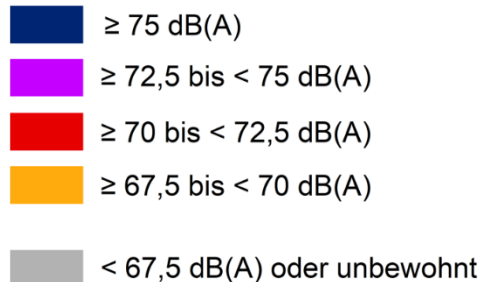 ≥ 75 dB(A)
≥ 72,5 bis < 75 dB(A)
≥ 70 bis < 72,5 dB(A)
≥ 67,5 bis < 70 dB(A)
< 67,5 dB(A) oder unbewohnt